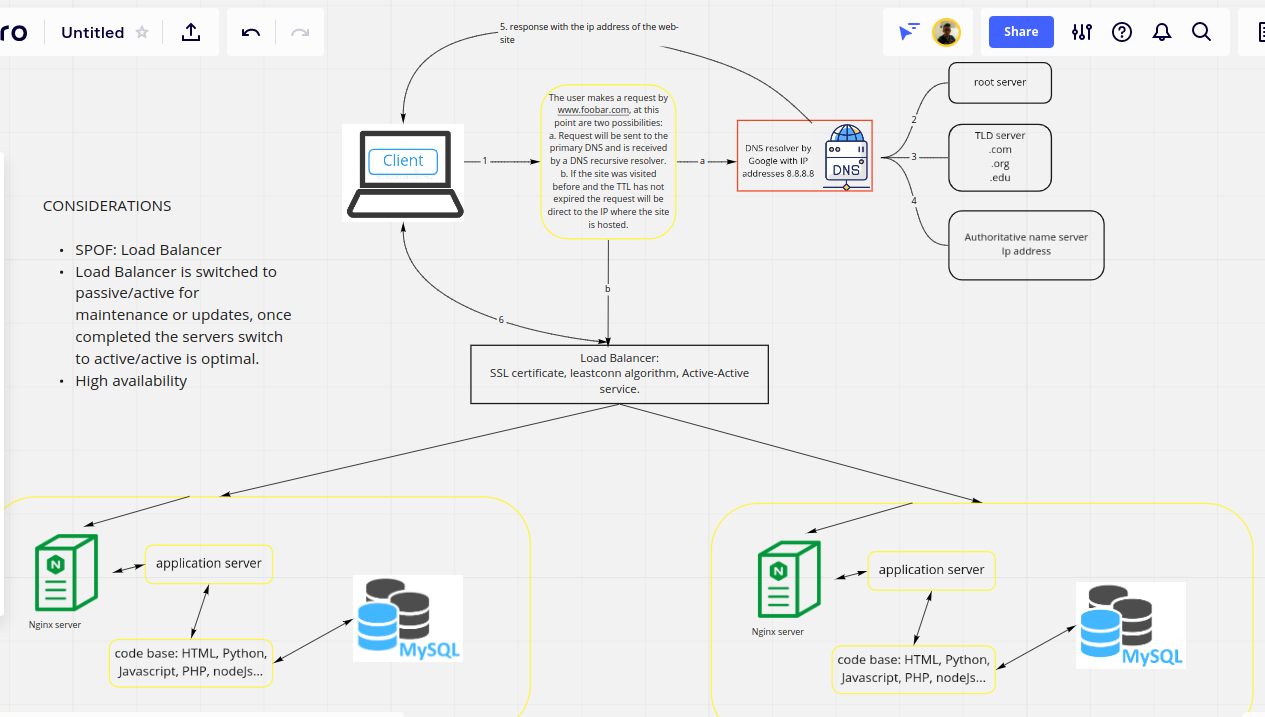 ro
Untitled
Share
5. response with the ip address of the web-
site
The user makes a request by
www.foobar.com, at this
point are two possibilities:
a. Request will be sent to the
primary DNS and is received
by a DNS recursive resolver.
b. If the site was visited
before and the TTL has not
expired the request will be
direct to the IP where the site
is hosted.
Client
1
a
DNS resolver by
Google with IP
addresses 8.8.8.8
DNS
2
3
4
root server
TLD server
.com
.org
.edu
Authoritative name server
Ip address
CONSIDERATIONS
• SPOF: Load Balancer
• Load Balancer is switched to
passive/active for
maintenance or updates, once
completed the servers switch
to active/active is optimal.
• High availability
b
6
Load Balancer:
SSL certificate, leastconn algorithm, Active-Active
service.
N
Nginx server
application server
code base: HTML, Python,
Javascript, PHP, nodeJs...
MySQL
N
Nginx server
application server
code base: HTML, Python,
Javascript, PHP, nodeJs...
MySQL